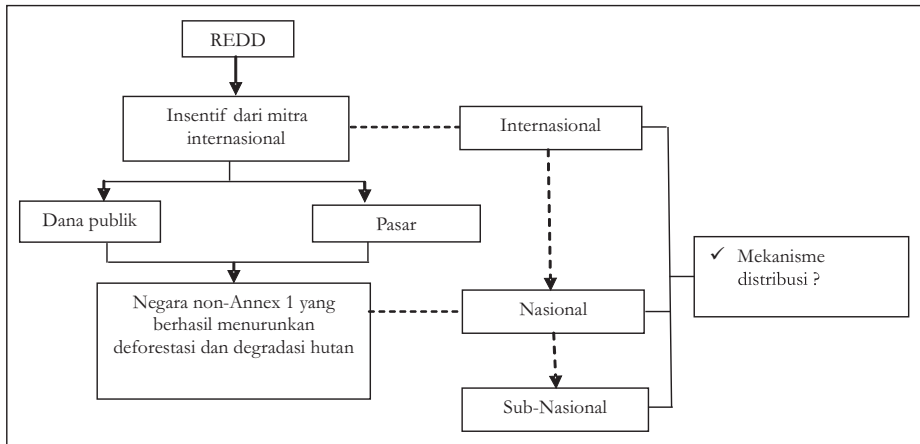 REDD
Insentif dari mitra
internasional
Internasional
Dana publik
Pasar
✓ Mekanisme
distribusi ?
Negara non-Annex 1 yang
berhasil menurunkan
deforestasi dan degradasi hutan
Nasional
Sub-Nasional